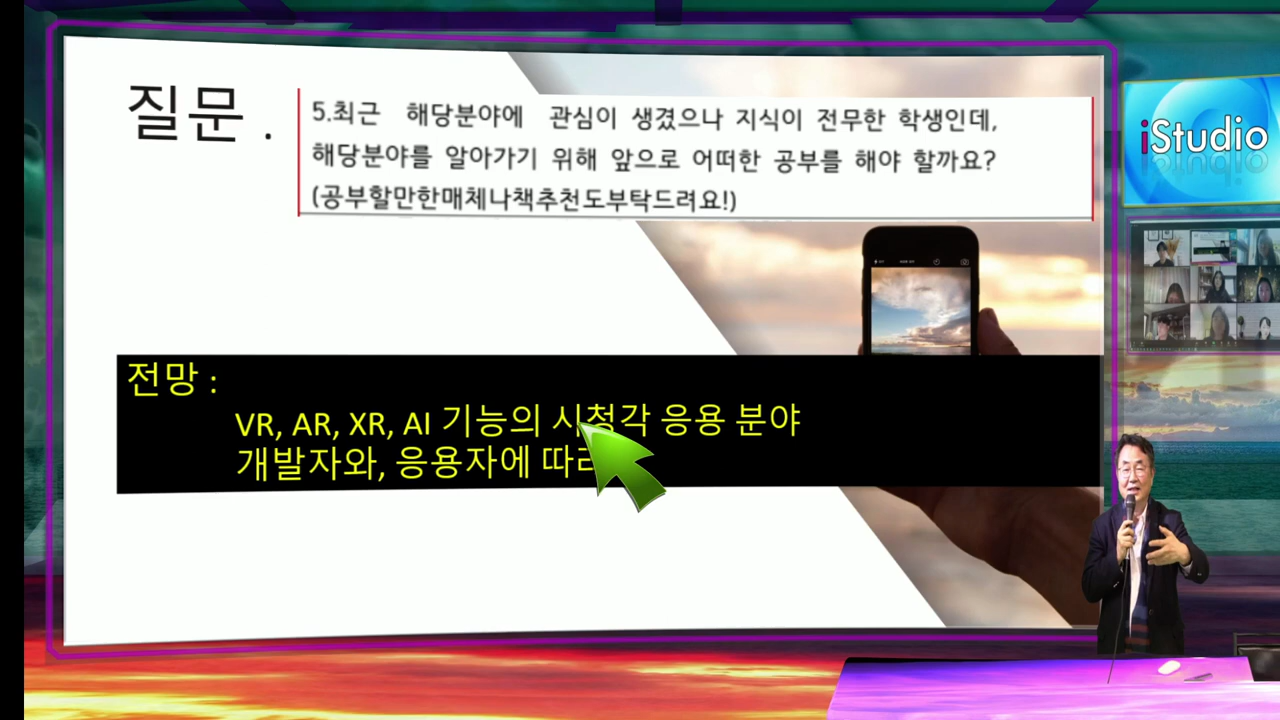 질문 .
5.최근 해당분야에 관심이 생겼으나 지식이 전무한 학생인데,
해당분야를 알아가기 위해 앞으로 어떠한 공부를 해야 할까요?
(공부할만한매체나책추천도부탁드려요!)
전망 :
VR, AR, XR, AI 기능의 시청각 응용 분야
개발자와, 응용자에 따라
iStudio